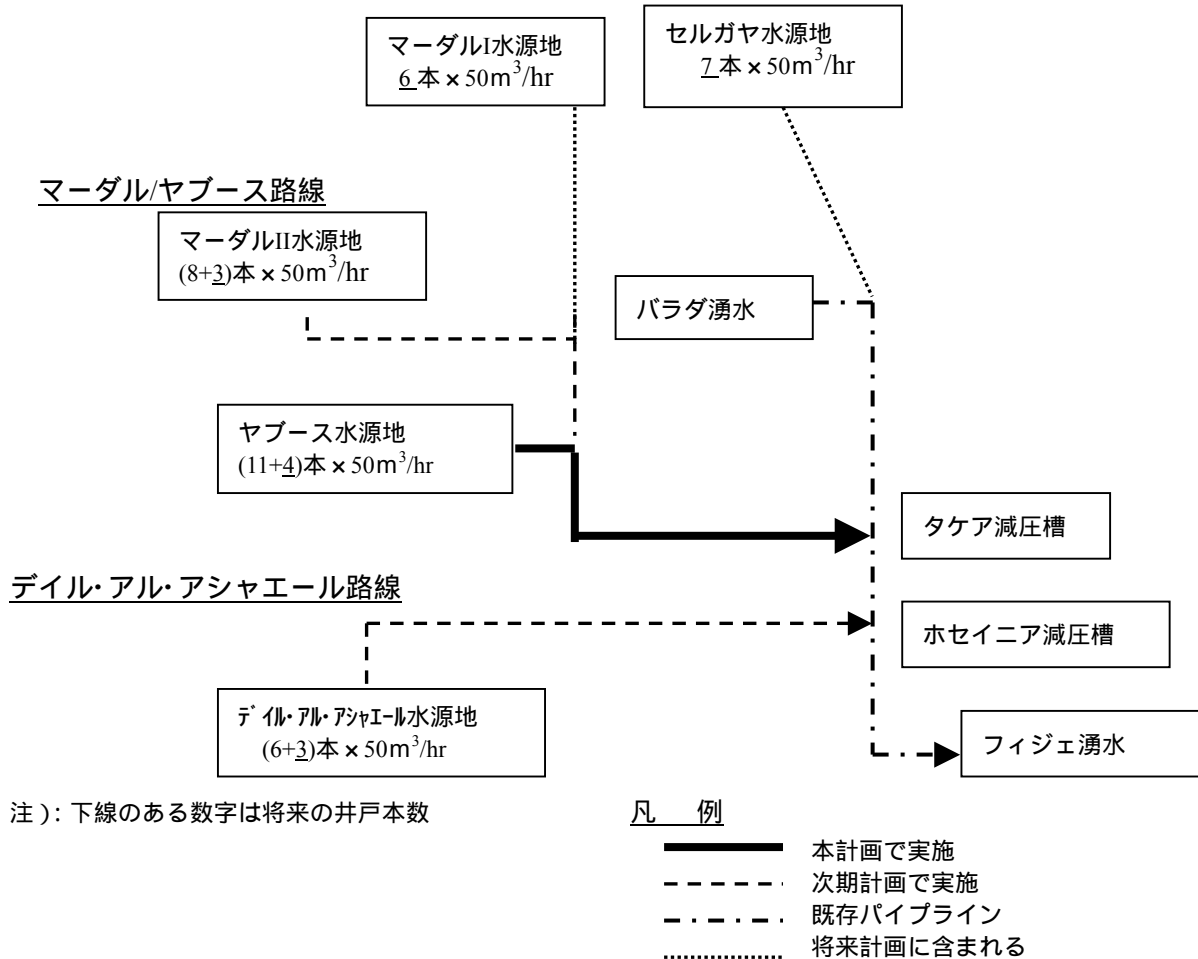 マーダルI水源地
6本×50m³/hr
セルガヤ水源地
7本×50m³/hr
マーダル/ヤブース路線
マーダルII水源地
(8+3)本×50m³/hr
バラダ湧水
ヤブース水源地
(11+4)本×50m³/hr
タケア減圧槽
デイル・アル・アシャエール路線
ホセイニア減圧槽
ﾃﾞｲﾙ・ｱﾙ・ｱｼｬｴｰﾙ水源地
(6+3)本×50m³/hr
フィジェ湧水
注）：下線のある数字は将来の井戸本数
凡　例
本計画で実施
次期計画で実施
既存パイプライン
将来計画に含まれる